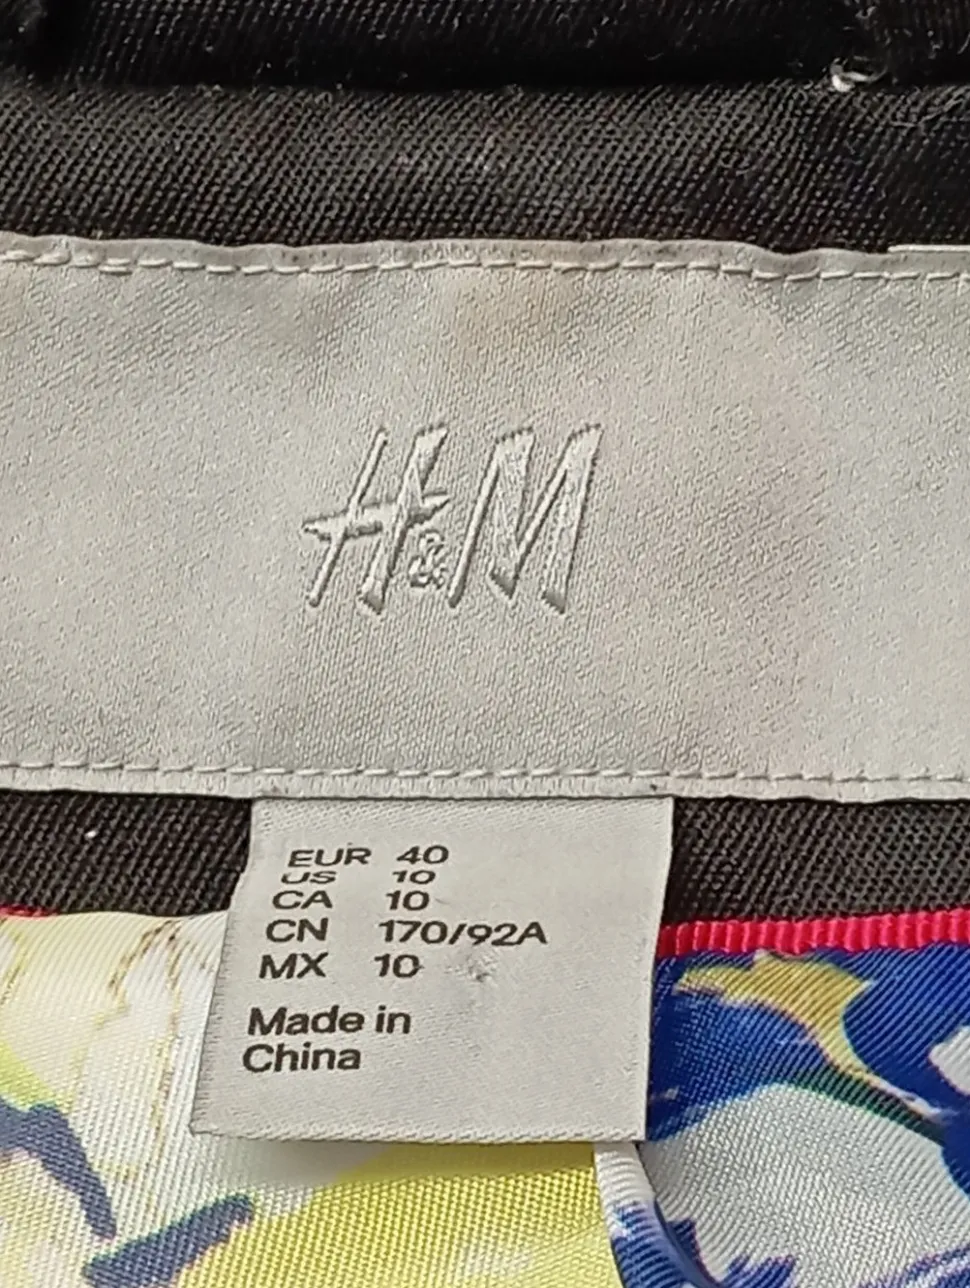 H&M
EUR 40
US 10
CA 10
CN 170/92A
MX 10
Made in
China